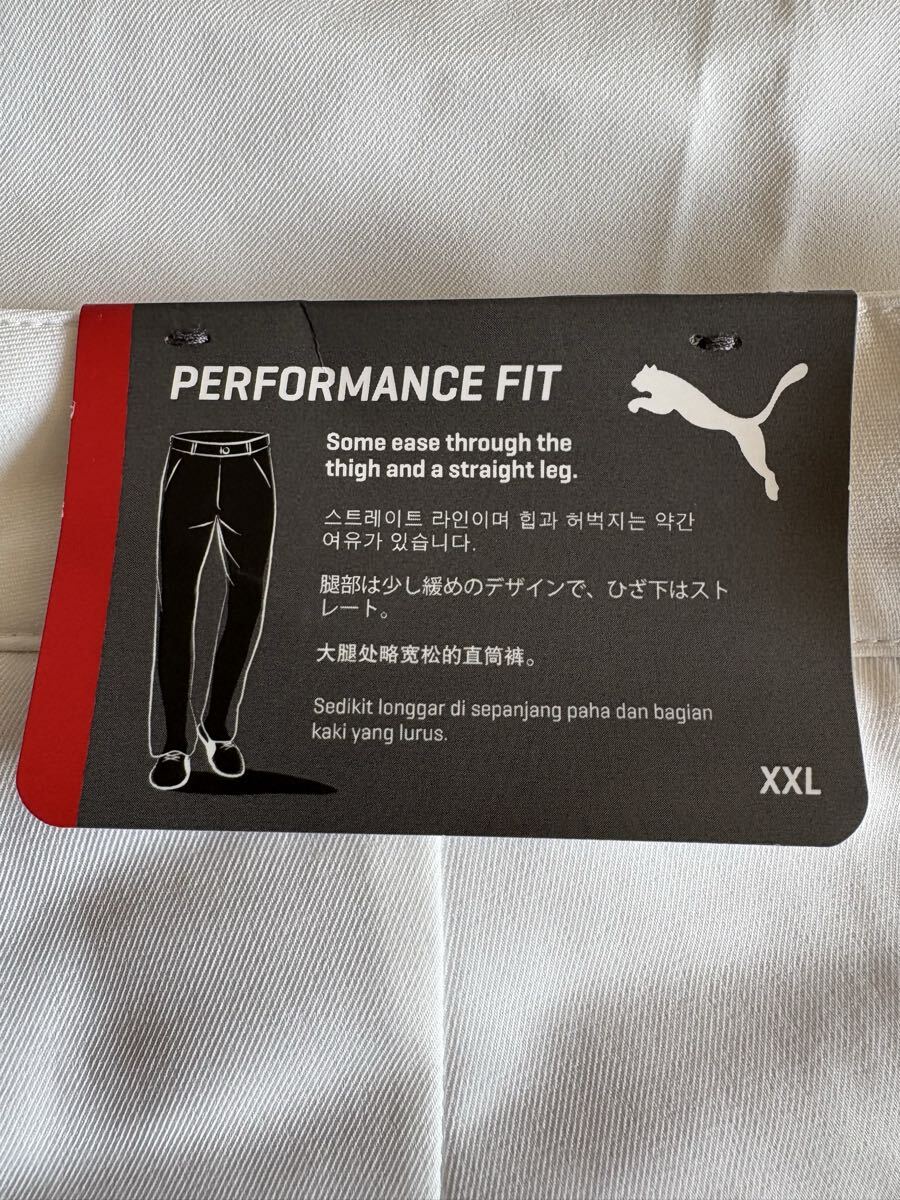 PERFORMANCE FIT
Some ease through the
thigh and a straight leg.
스트레이트 라인이며 힙과 허벅지는 약간
여유가 있습니다.
腿部は少し緩めのデザインで、ひざ下はスト
レート。
大腿处略宽松的直筒裤。
Sedikit longgar di sepanjang paha dan bagian
kaki yang lurus.
XXL